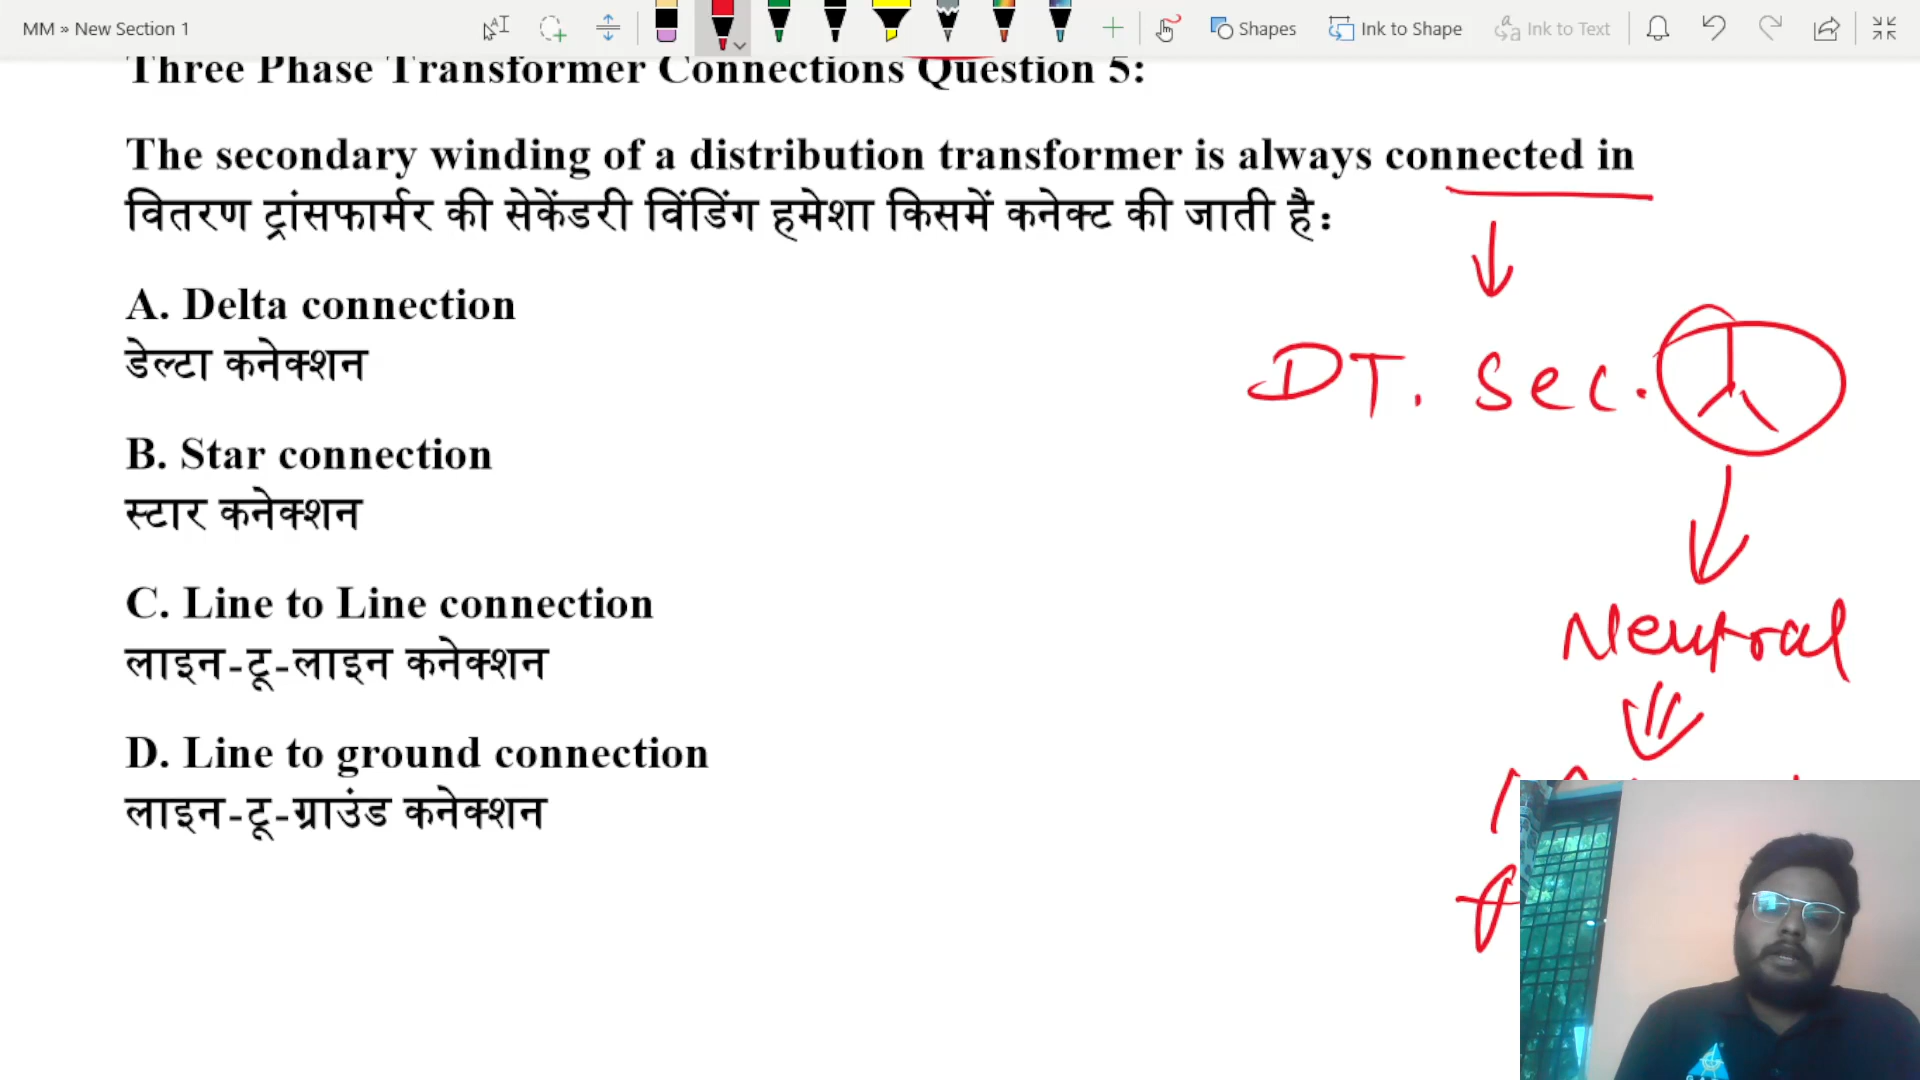 MM » New Section 1
Shapes
Ink to Shape
Ink to Text
Three Phase Transformer Connections Question 5:
The secondary winding of a distribution transformer is always connected in
वितरण ट्रांसफार्मर की सेकेंडरी विंडिंग हमेशा किसमें कनेक्ट की जाती है:
A. Delta connection
डेल्टा कनेक्शन
B. Star connection
स्टार कनेक्शन
C. Line to Line connection
लाइन-टू-लाइन कनेक्शन
D. Line to ground connection
लाइन-टू-ग्राउंड कनेक्शन
DT. Sec.
Neutral